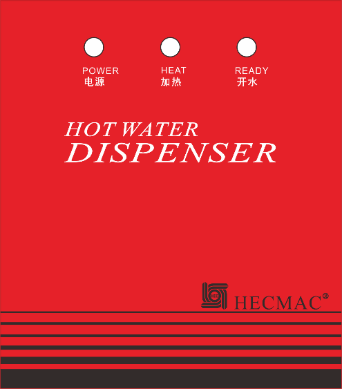 POWER HEAT READY
电源 加热 开水
HOT WATER
DISPENSER
HECMAC®